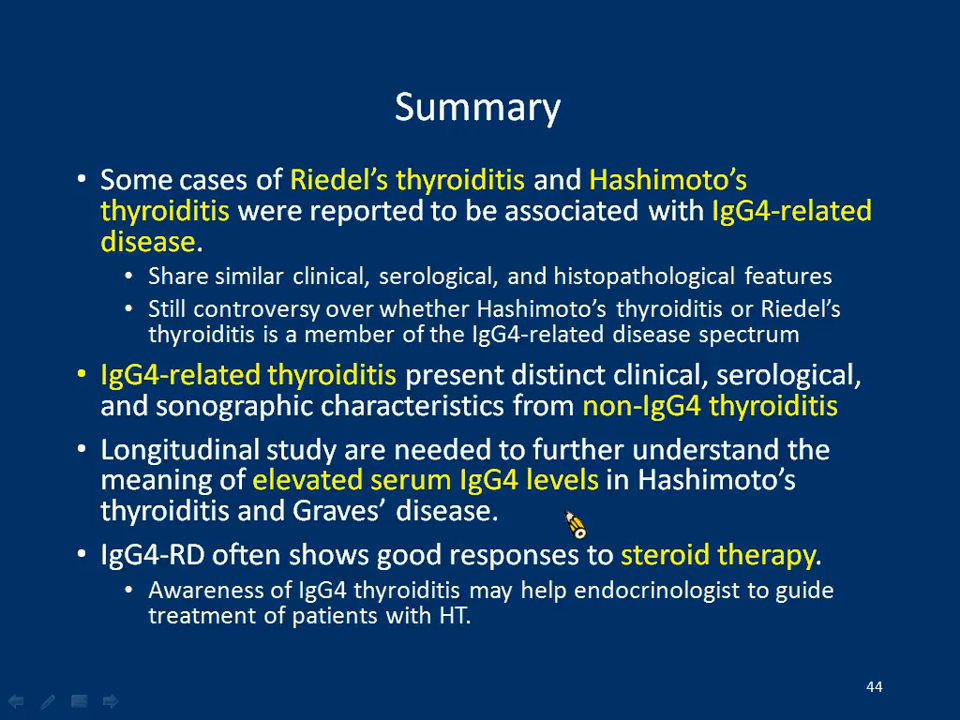 Summary
• Some cases of Riedel’s thyroiditis and Hashimoto’s
thyroiditis were reported to be associated with IgG4-related
disease.
• Share similar clinical, serological, and histopathological features
• Still controversy over whether Hashimoto’s thyroiditis or Riedel’s
thyroiditis is a member of the IgG4-related disease spectrum
• IgG4-related thyroiditis present distinct clinical, serological,
and sonographic characteristics from non-IgG4 thyroiditis
• Longitudinal study are needed to further understand the
meaning of elevated serum IgG4 levels in Hashimoto’s
thyroiditis and Graves’ disease.
• IgG4-RD often shows good responses to steroid therapy.
• Awareness of IgG4 thyroiditis may help endocrinologist to guide
treatment of patients with HT.
44